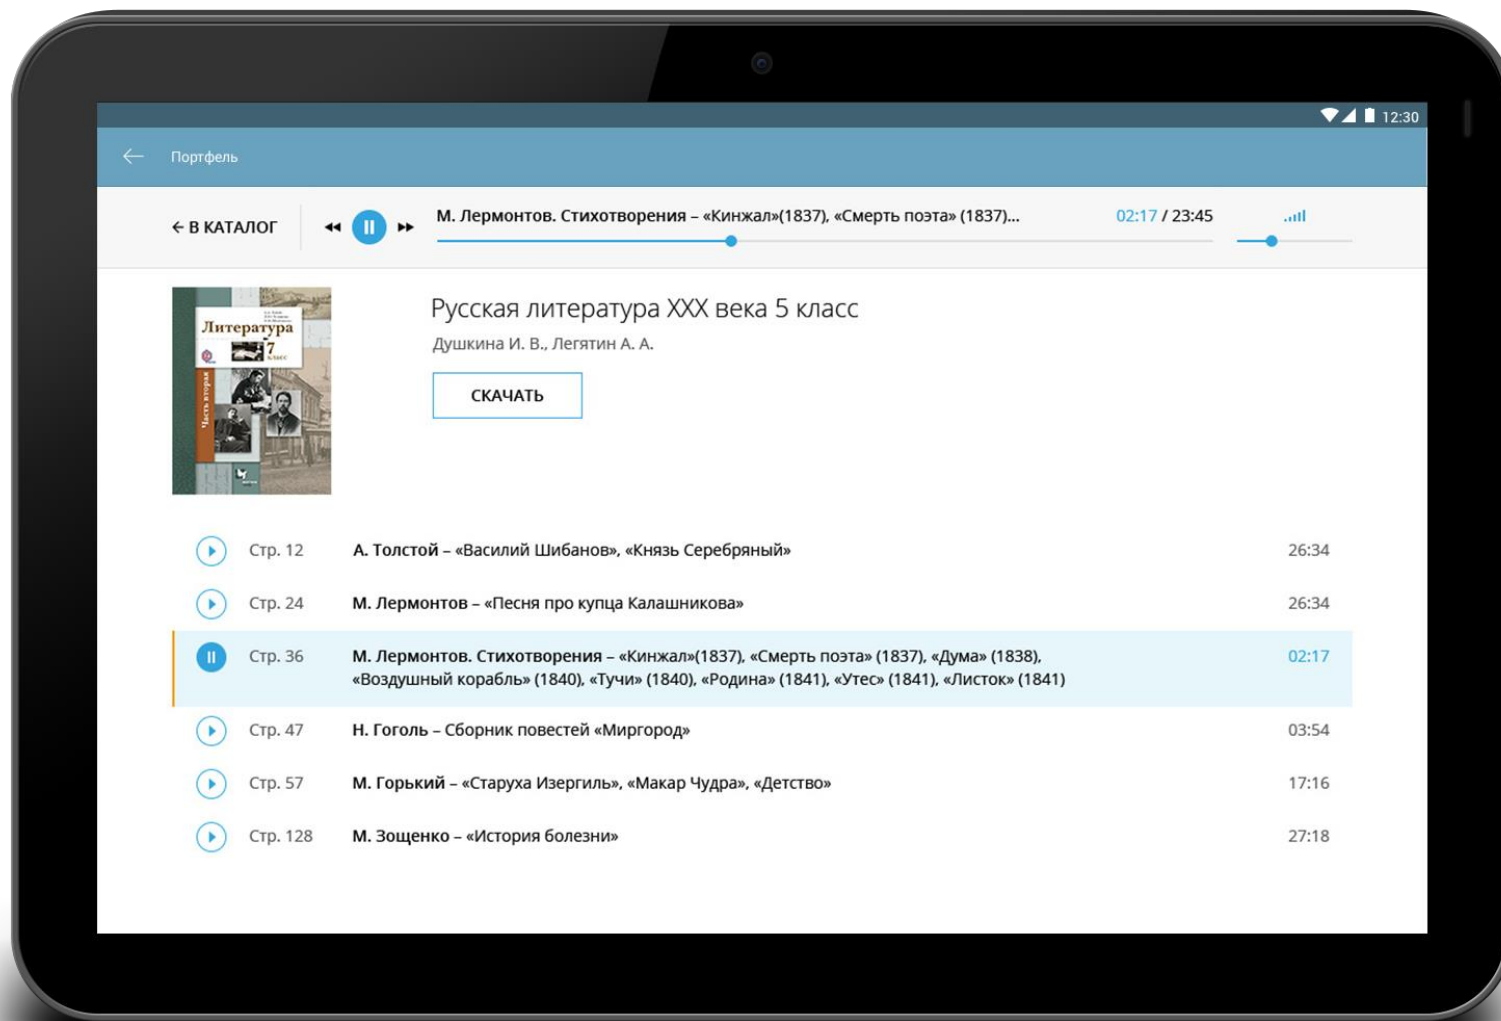 12:30
Портфель
В КАТАЛОГ
М. Лермонтов. Стихотворения – «Кинжал»(1837), «Смерть поэта» (1837)...
02:17 / 23:45
Литература
7
КЛАСС
Часть вторая
Русская литература XXX века 5 класс
Душкина И. В., Легятин А. А.
СКАЧАТЬ
Стр. 12 А. Толстой – «Василий Шибанов», «Князь Серебряный» 26:34
Стр. 24 М. Лермонтов – «Песня про купца Калашникова» 26:34
Стр. 36 М. Лермонтов. Стихотворения – «Кинжал»(1837), «Смерть поэта» (1837), «Дума» (1838), 02:17
«Воздушный корабль» (1840), «Тучи» (1840), «Родина» (1841), «Утес» (1841), «Листок» (1841)
Стр. 47 Н. Гоголь – Сборник повестей «Миргород» 03:54
Стр. 57 М. Горький – «Старуха Изергиль», «Макар Чудра», «Детство» 17:16
Стр. 128 М. Зощенко – «История болезни» 27:18